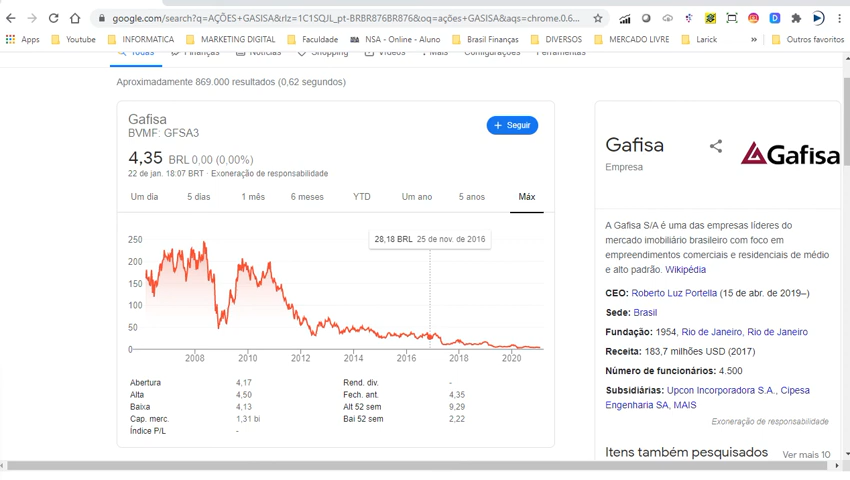 google.com/search?q=AÇÕES+GASISA&rlz=1C1SQJL_pt-BRBR876BR876&oq=ações+GASISA&aqs=chrome.0.6...
Apps Youtube INFORMATICA MARKETING DIGITAL Faculdade NSA - Online - Aluno Brasil Finanças DIVERSOS MERCADO LIVRE Larick » Outros favoritos
Todas Finanças Notícias Shopping Vídeos Mais Configurações Ferramentas
Aproximadamente 869.000 resultados (0,62 segundos)
Gafisa
BVMF: GFSA3
+ Seguir
4,35 BRL 0,00 (0,00%)
22 de jan. 18:07 BRT · Exoneração de responsabilidade
Um dia 5 dias 1 mês 6 meses YTD Um ano 5 anos Máx
28,18 BRL 25 de nov. de 2016
250
200
150
100
50
0
2008 2010 2012 2014 2016 2018 2020
Abertura 4,17 Rend. div. -
Alta 4,50 Fech. ant. 4,35
Baixa 4,13 Alt 52 sem 9,29
Cap. merc. 1,31 bi Bai 52 sem 2,22
Índice P/L -
Gafisa
Empresa
Gafisa
A Gafisa S/A é uma das empresas líderes do
mercado imobiliário brasileiro com foco em
empreendimentos comerciais e residenciais de médio
e alto padrão. Wikipédia
CEO: Roberto Luz Portella (15 de abr. de 2019–)
Sede: Brasil
Fundação: 1954, Rio de Janeiro, Rio de Janeiro
Receita: 183,7 milhões USD (2017)
Número de funcionários: 4.500
Subsidiárias: Upcon Incorporadora S.A., Cipesa
Engenharia SA, MAIS
Exoneração de responsabilidade
Itens também pesquisados Ver mais 10